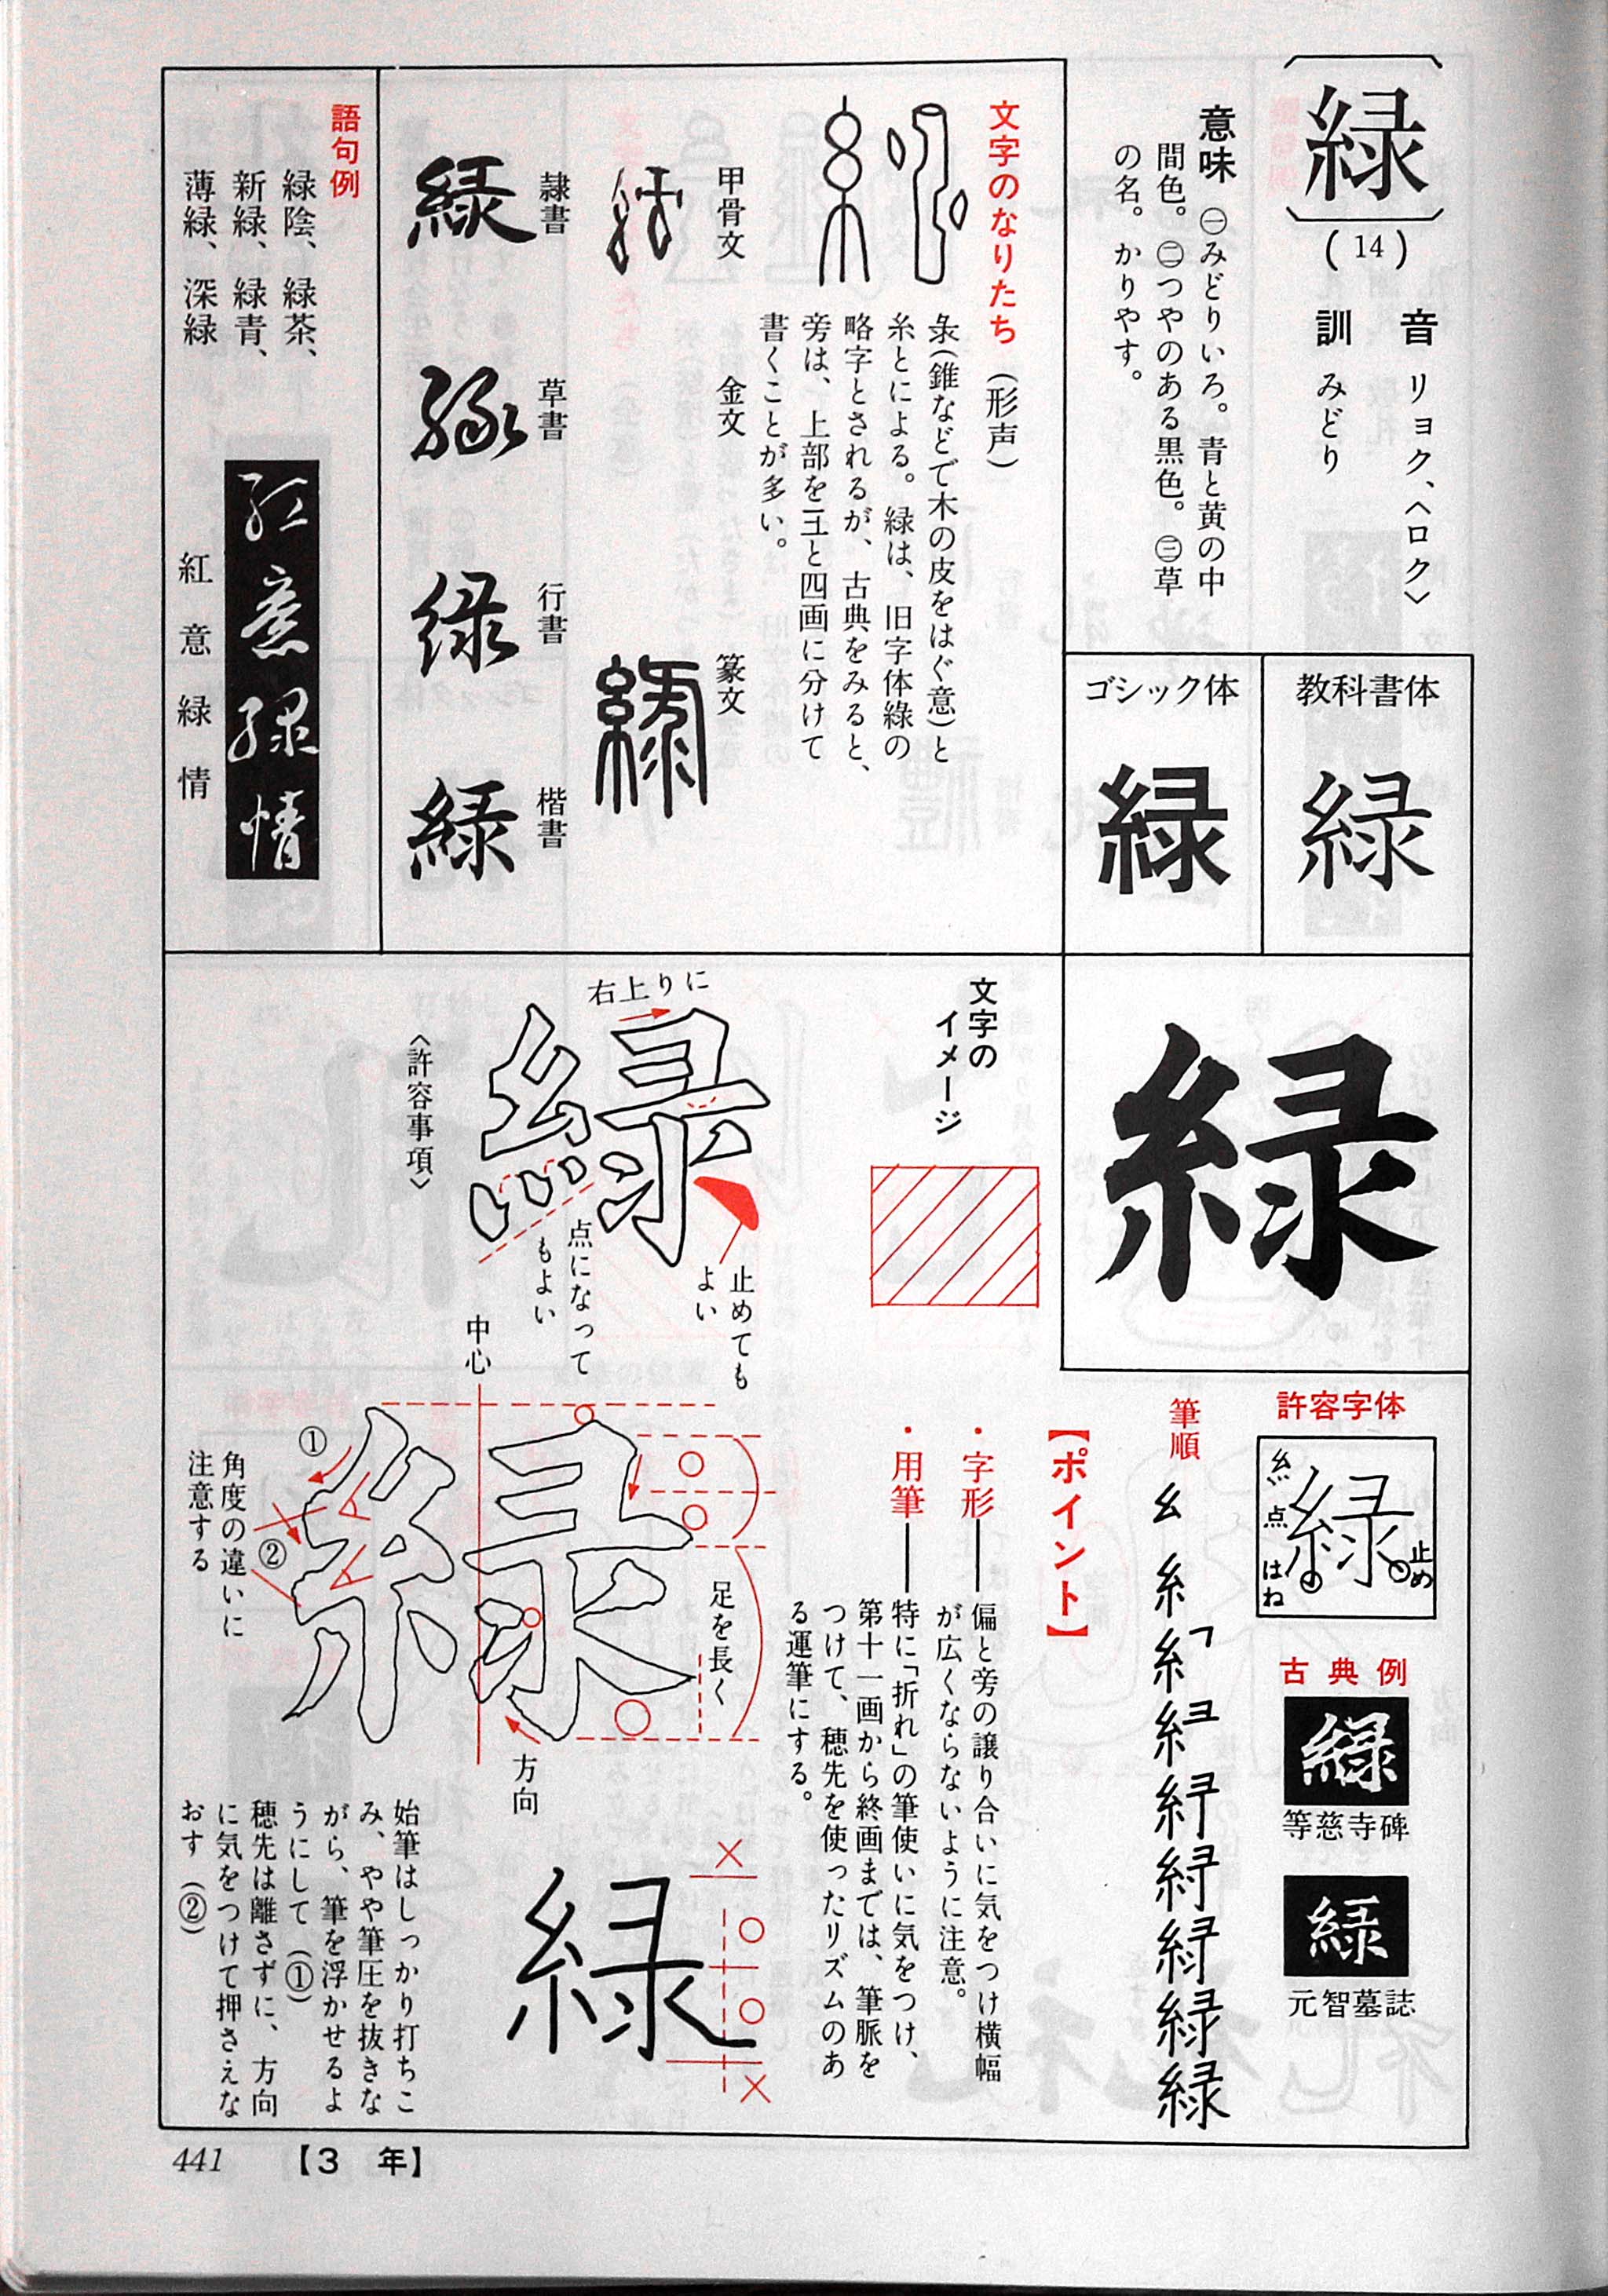 緑
(14)
音 リョク、〈ロク〉
訓 みどり
意味 ㊀みどりいろ。青と黄の中
間色。㊁つやのある黒色。㊂草
の名。かりやす。
教科書体
緑
ゴシック体
緑
文字のなりたち(形声)
彔(錐などで木の皮をはぐ意)と
糸とによる。緑は、旧字体綠の
略字とされるが、古典をみると、
旁は、上部を彑と四画に分けて
書くことが多い。
甲骨文
金文
篆文
隷書
緑
草書
緑
行書
緑
楷書
緑
語句例
緑陰、緑茶、
新緑、緑青、
薄緑、深緑
紅意緑情
紅意緑情
緑
許容字体
緑
糸 点 はね
止め
古典例
緑
等慈寺碑
緑
元智墓誌
筆順
幺 糸 緑
【ポイント】
・字形――偏と旁の譲り合いに気をつけ横幅
が広くならないように注意。
・用筆――特に「折れ」の筆使いに気をつけ、
第十一画から終画までは、筆脈を
つけて、穂先を使ったリズムのあ
る運筆にする。
文字の
イメージ
右上りに
緑
止めても
よい
点になって
もよい
〈許容事項〉
中心
緑
足を長く
方向
①
②
角度の違いに
注意する
緑
始筆はしっかり打ちこ
み、やや筆圧を抜きな
がら、筆を浮かせるよ
うにして(①)
穂先は離さずに、方向
に気をつけて押さえな
おす(②)
441 【3 年】